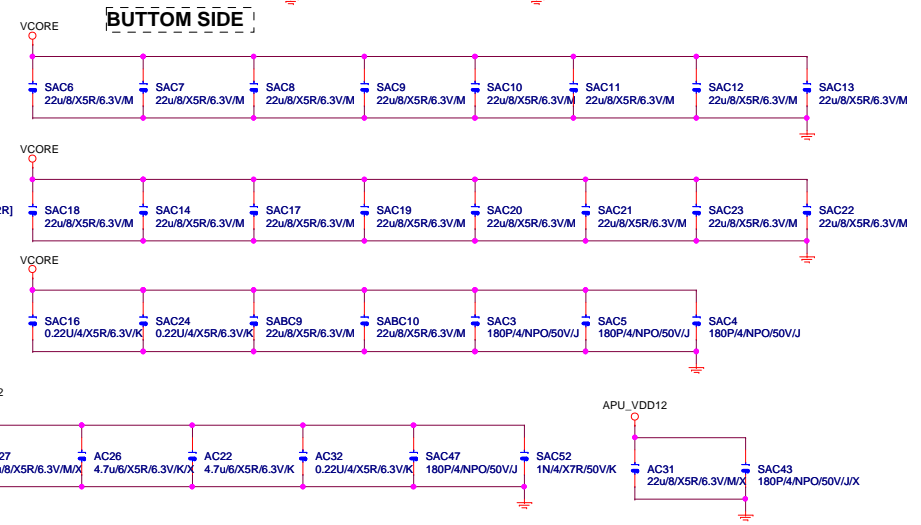 BUTTOM SIDE
VCORE
SAC6 SAC7 SAC8 SAC9 SAC10 SAC11 SAC12 SAC13
22u/8/X5R/6.3V/M 22u/8/X5R/6.3V/M 22u/8/X5R/6.3V/M 22u/8/X5R/6.3V/M 22u/8/X5R/6.3V/M 22u/8/X5R/6.3V/M 22u/8/X5R/6.3V/M 22u/8/X5R/6.3V/M
VCORE
2R] SAC18 SAC14 SAC17 SAC19 SAC20 SAC21 SAC23 SAC22
22u/8/X5R/6.3V/M 22u/8/X5R/6.3V/M 22u/8/X5R/6.3V/M 22u/8/X5R/6.3V/M 22u/8/X5R/6.3V/M 22u/8/X5R/6.3V/M 22u/8/X5R/6.3V/M 22u/8/X5R/6.3V/M
VCORE
SAC16 SAC24 SABC9 SABC10 SAC3 SAC5 SAC4
0.22U/4/X5R/6.3V/K 0.22U/4/X5R/6.3V/K 22u/8/X5R/6.3V/M 22u/8/X5R/6.3V/M 180P/4/NPO/50V/J 180P/4/NPO/50V/J 180P/4/NPO/50V/J
2 APU_VDD12
27 AC26 AC22 AC32 SAC47 SAC52 AC31 SAC43
u/8/X5R/6.3V/M/X 4.7u/6/X5R/6.3V/K/X 4.7u/6/X5R/6.3V/K 0.22U/4/X5R/6.3V/K 180P/4/NPO/50V/J 1N/4/X7R/50V/K 22u/8/X5R/6.3V/M/X 180P/4/NPO/50V/J/X